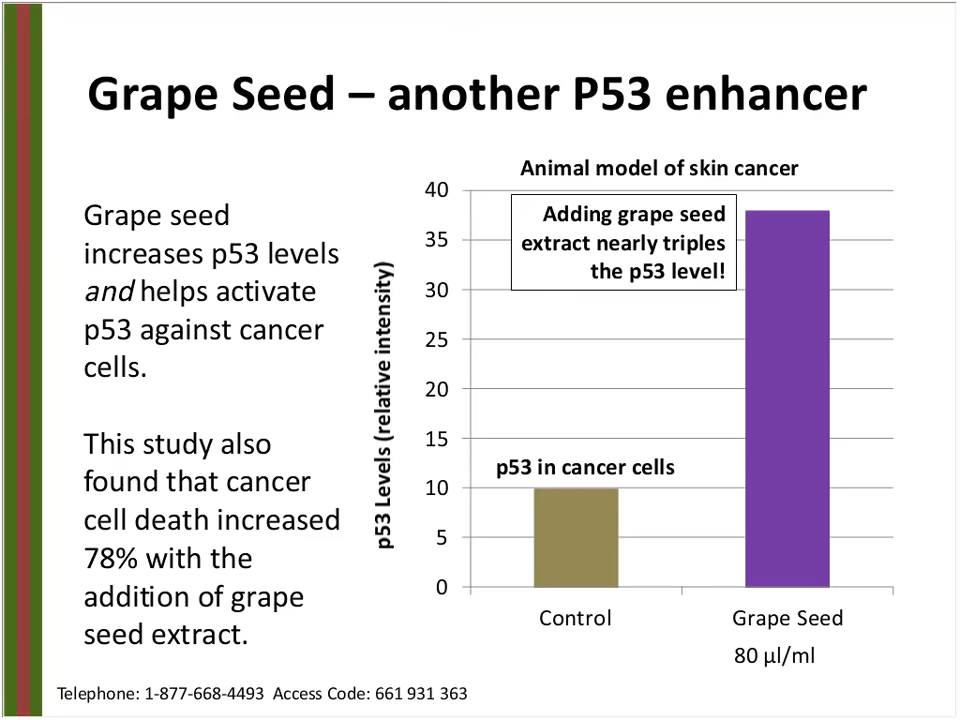 Grape Seed – another P53 enhancer
Grape seed
increases p53 levels
and helps activate
p53 against cancer
cells.
This study also
found that cancer
cell death increased
78% with the
addition of grape
seed extract.
Animal model of skin cancer
Adding grape seed
extract nearly triples
the p53 level!
p53 Levels (relative intensity)
40
35
30
25
20
15
10
5
0
p53 in cancer cells
Control
Grape Seed
80 µl/ml
Telephone: 1-877-668-4493 Access Code: 661 931 363